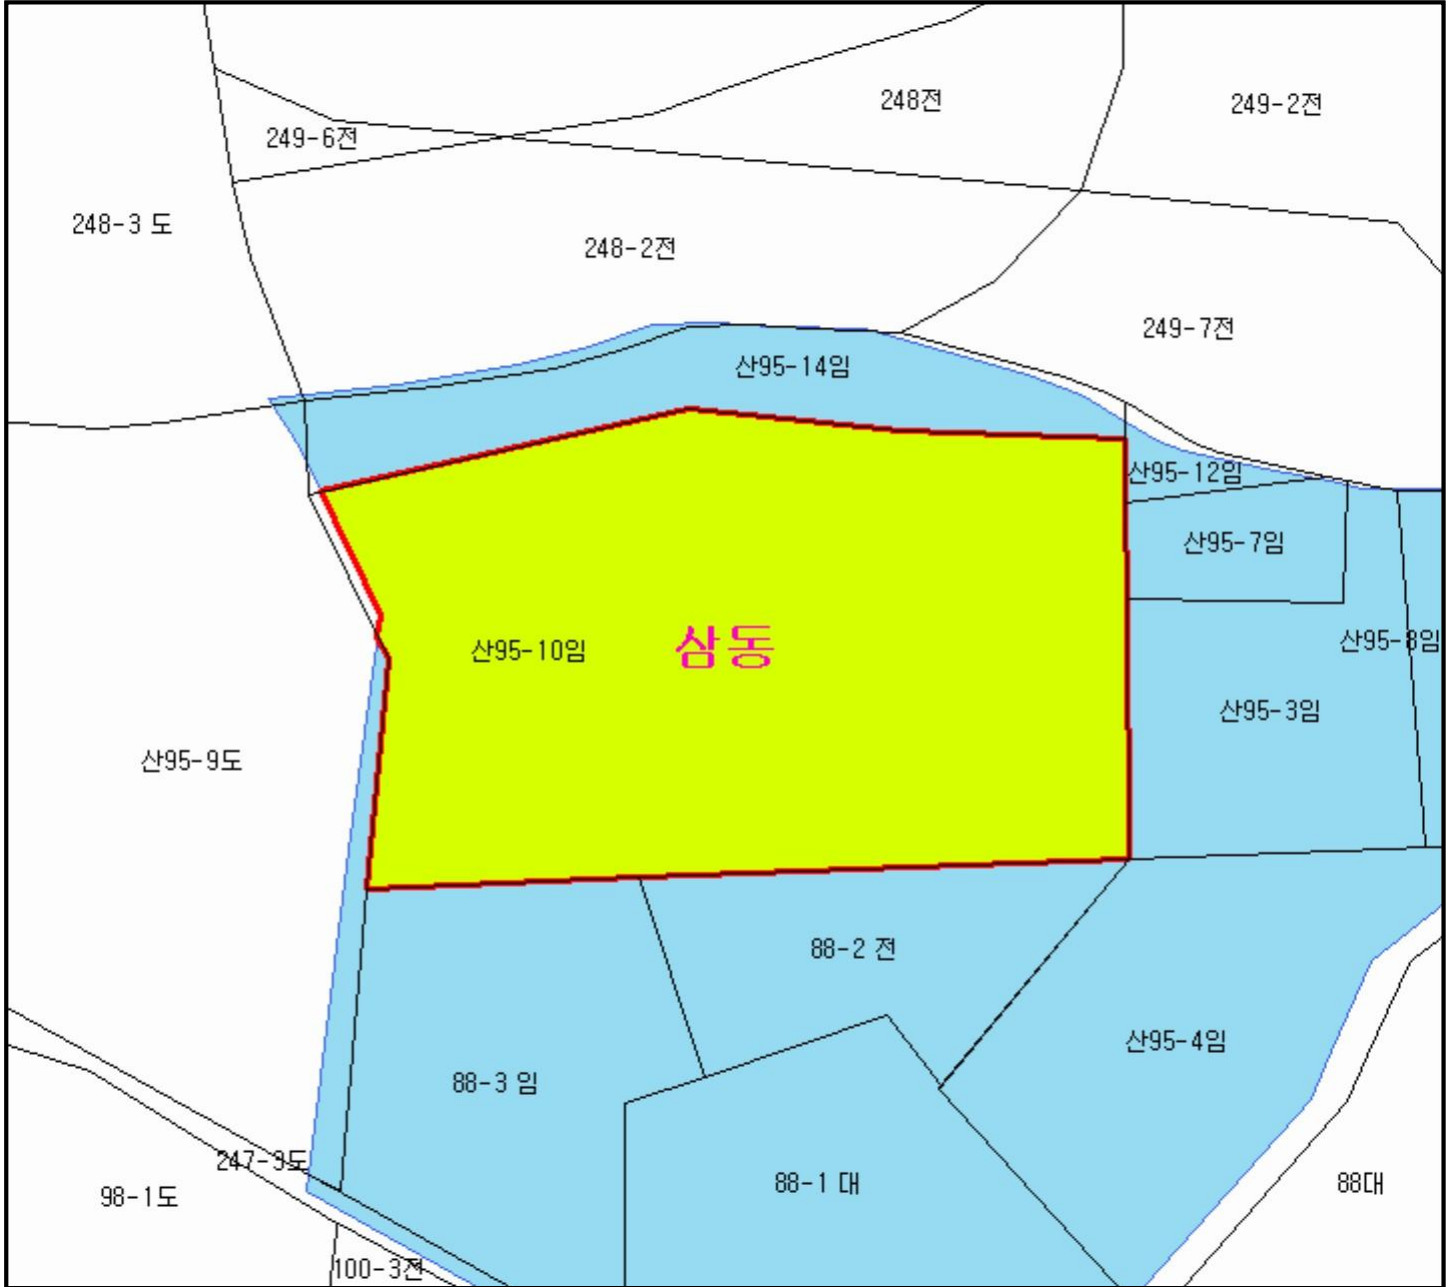 248전
249-2전
249-6전
248-3 도
248-2전
249-7전
산95-14임
산95-12임
산95-7임
산95-10임
삼동
산95-8임
산95-3임
산95-9도
88-2 전
산95-4임
88-3 임
247-3도
98-1도
88-1 대
88대
100-3전